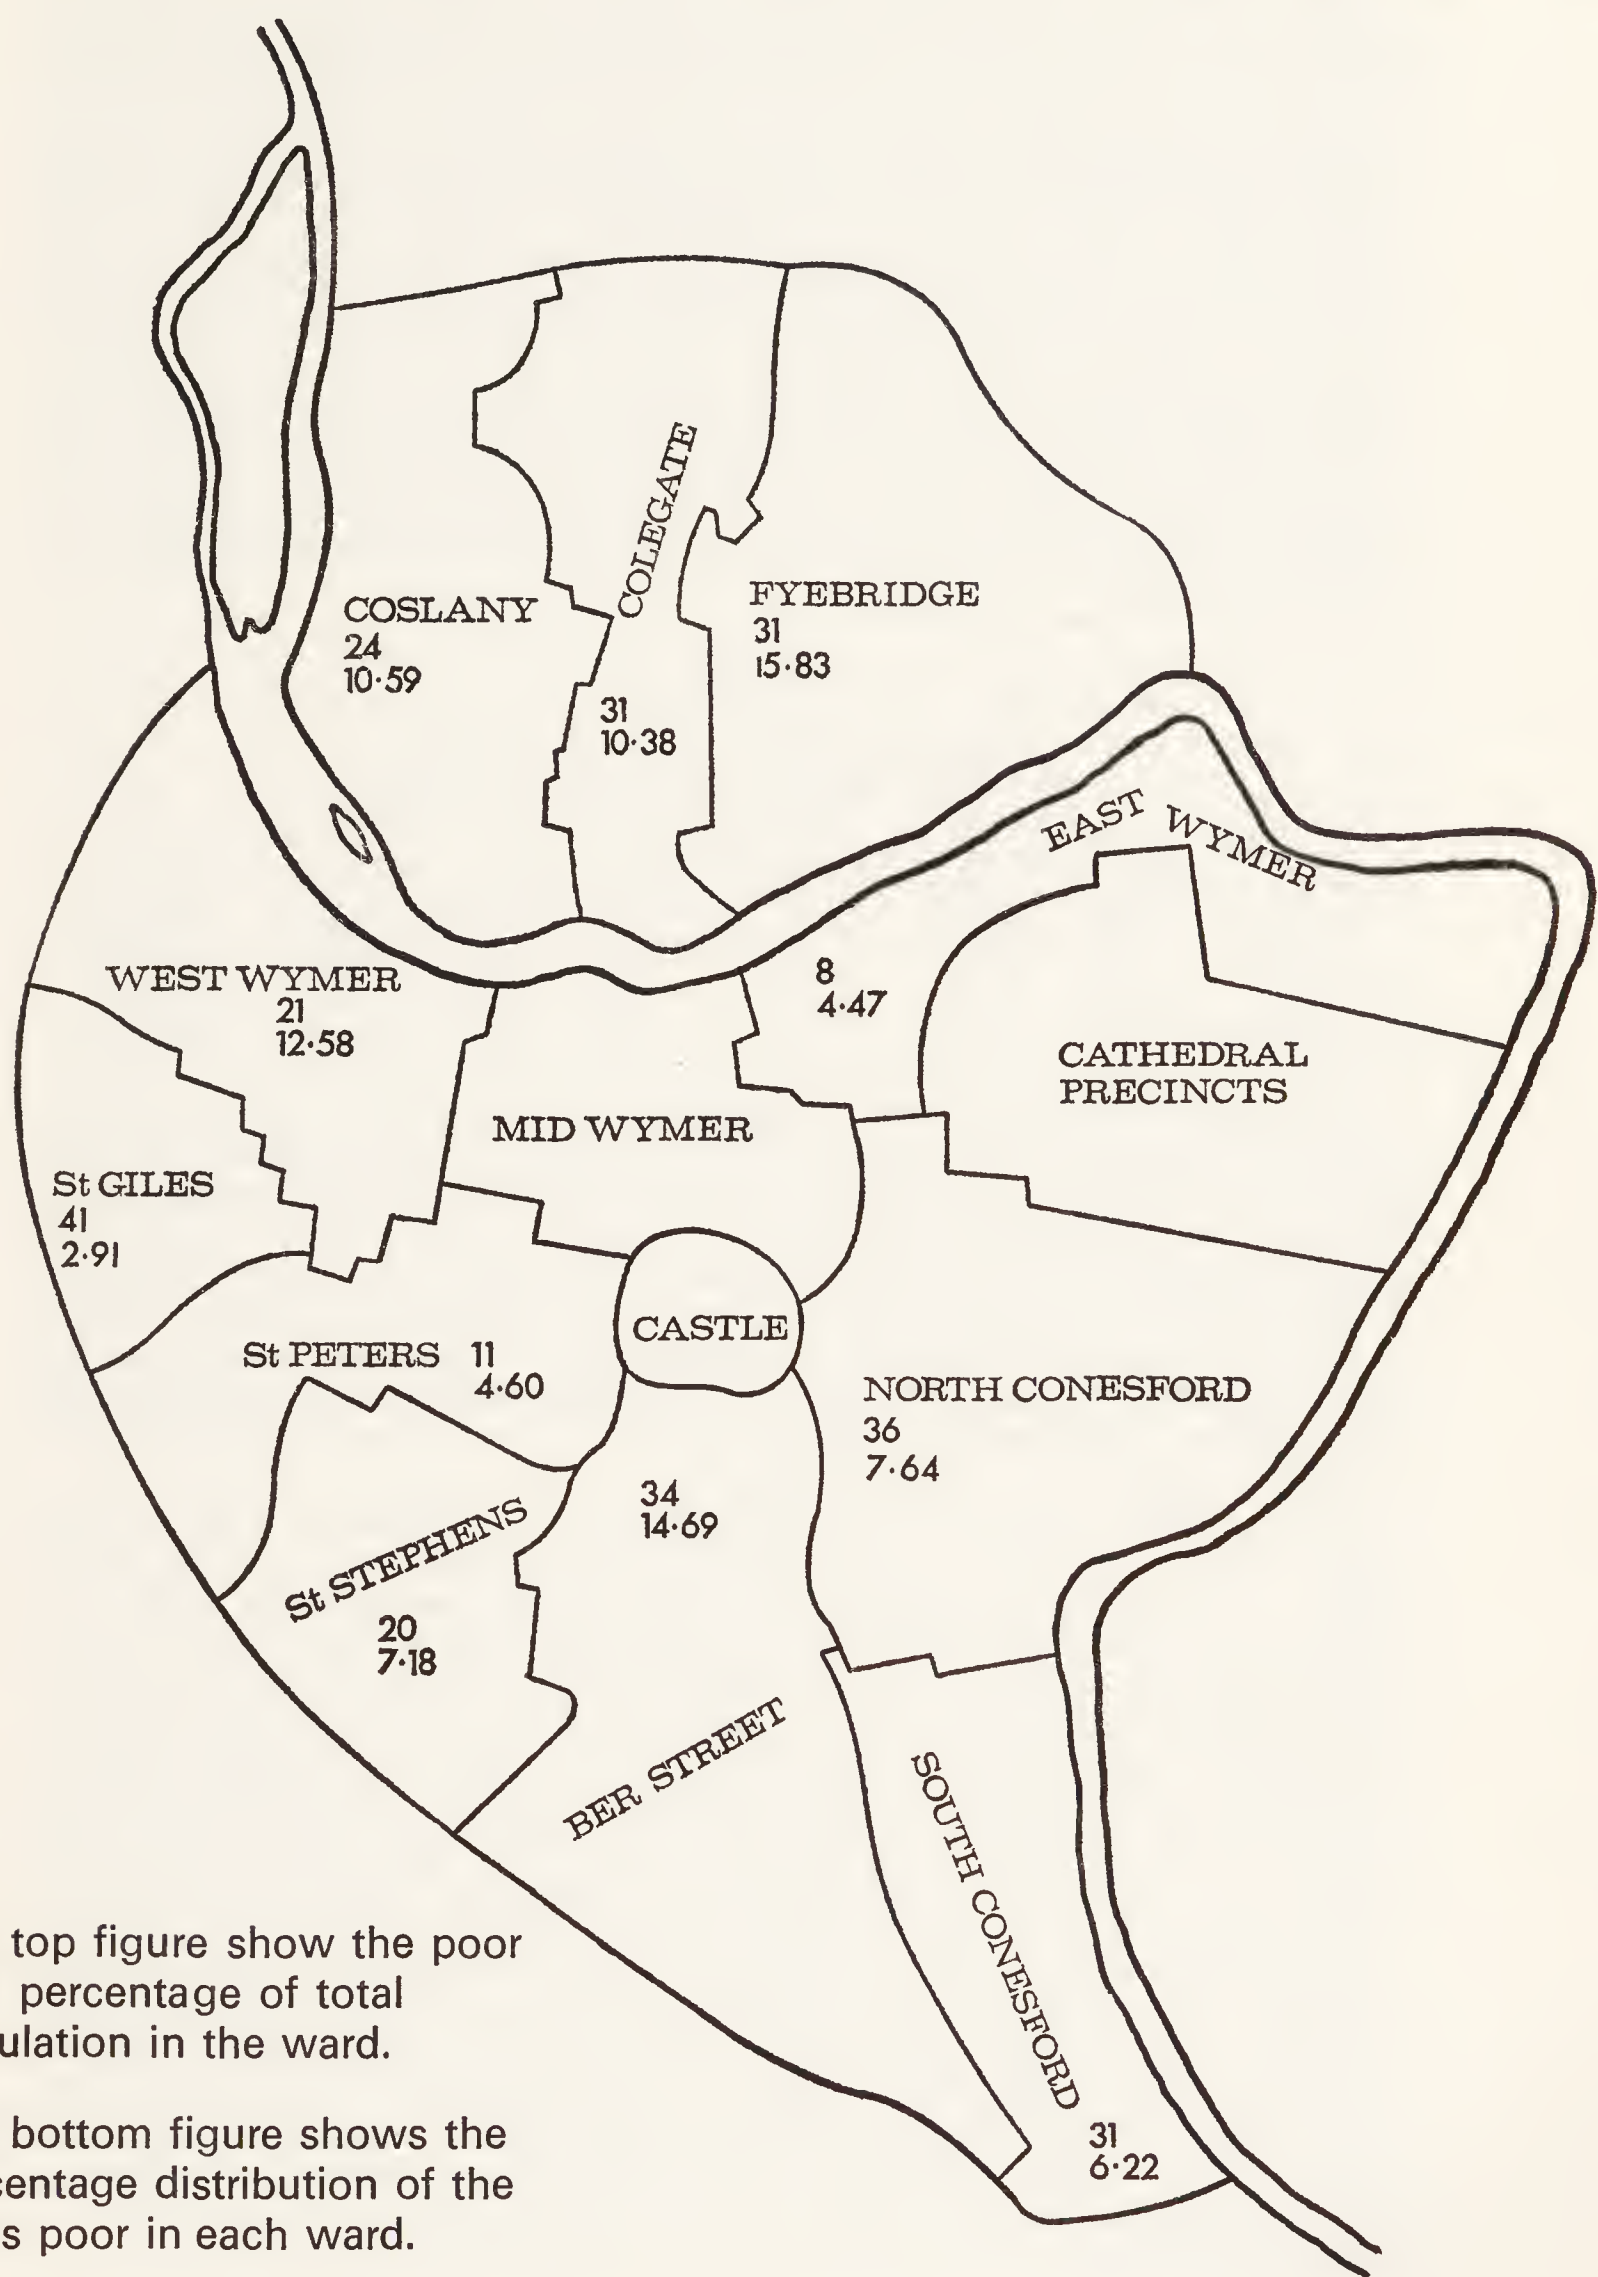 COLEGATE
31
10·38
COSLANY
24
10·59
FYEBRIDGE
31
15·83
EAST WYMER
8
4·47
WEST WYMER
21
12·58
CATHEDRAL
PRECINCTS
MID WYMER
St GILES
41
2·91
CASTLE
St PETERS 11
4·60
NORTH CONESFORD
36
7·64
34
14·69
St STEPHENS
20
7·18
BER STREET
SOUTH CONESFORD
31
6·22
top figure show the poor
percentage of total
ulation in the ward.
bottom figure shows the
centage distribution of the
s poor in each ward.